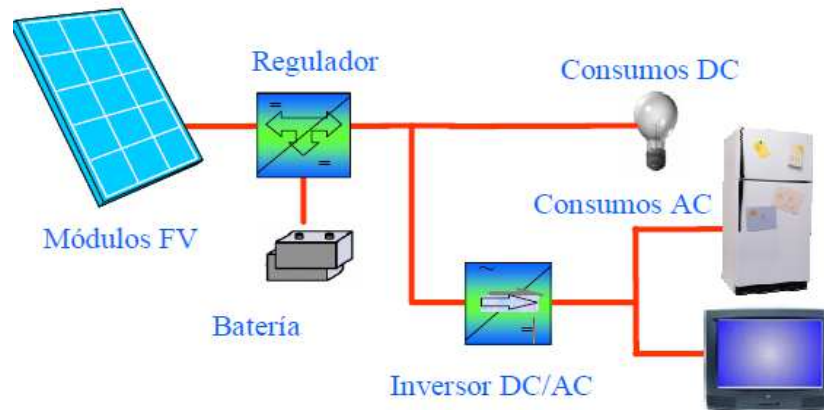 Regulador
Consumos DC
Módulos FV
Consumos AC
Batería
Inversor DC/AC